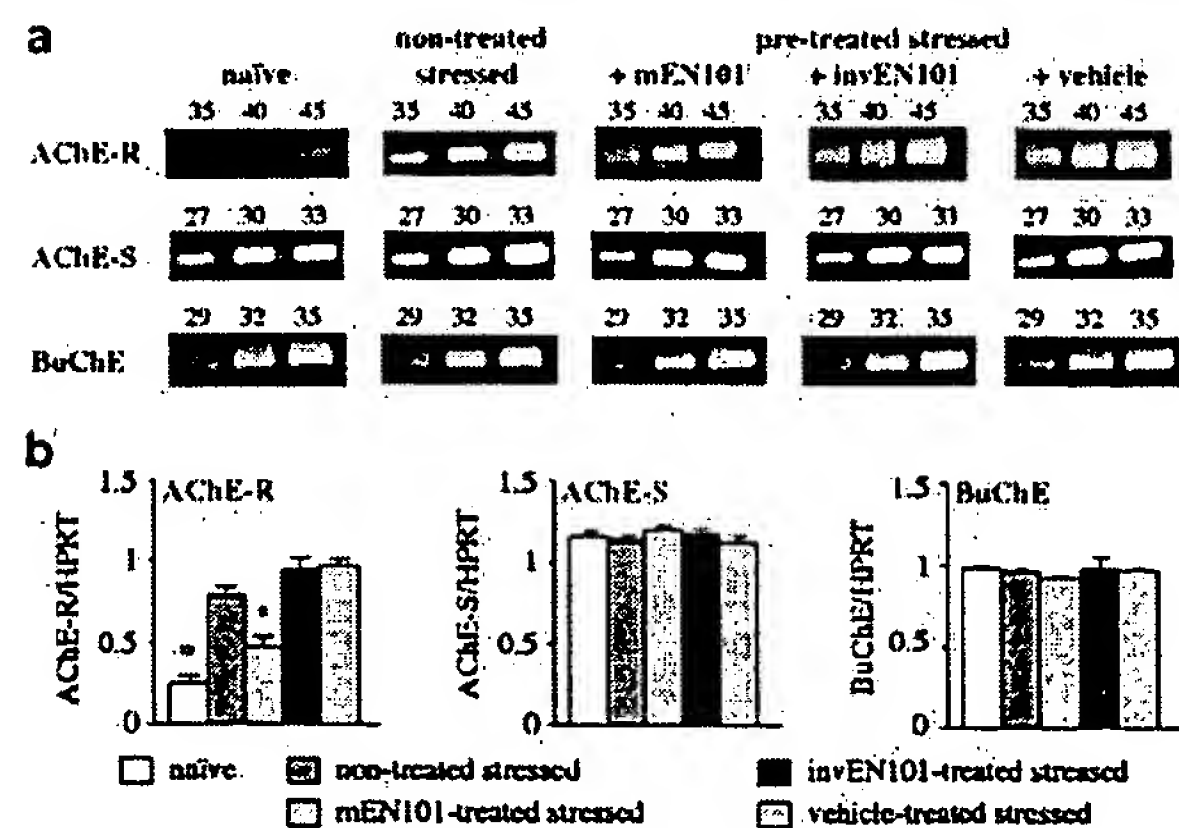 a
non-treated pre-treated stressed
naïve stressed + mEN101 + invEN101 + vehicle
35 40 45 35 40 45 35 40 45 35 40 45 35 40 45
AChE-R
27 30 33 27 30 33 27 30 33 27 30 33 27 30 33
AChE-S
29 32 35 29 32 35 29 32 35 29 32 35 29 32 35
BuChE
b
1.5 AChE-R 1.5 AChE-S 1.5 BuChE
AChE-R/HPRT AChE-S/HPRT BuChE/HPRT
1 1 1
* *
0.5 0.5 0.5
0 0 0
naïve non-treated stressed invEN101-treated stressed
mEN101-treated stressed vehicle-treated stressed